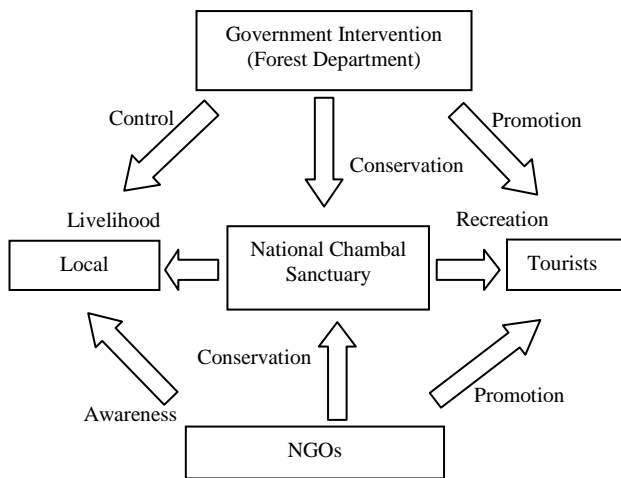 Government Intervention
(Forest Department)
Control
Promotion
Conservation
Livelihood
Recreation
Local
National Chambal
Sanctuary
Tourists
Conservation
Awareness
Promotion
NGOs